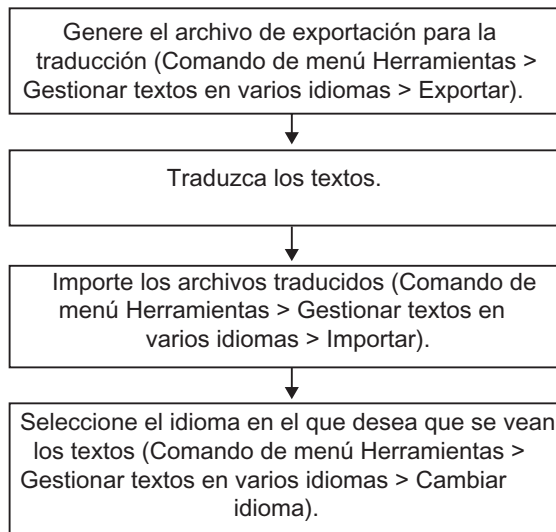 Genere el archivo de exportación para la
traducción (Comando de menú Herramientas >
Gestionar textos en varios idiomas > Exportar).
Traduzca los textos.
Importe los archivos traducidos (Comando de
menú Herramientas > Gestionar textos en
varios idiomas > Importar).
Seleccione el idioma en el que desea que se vean
los textos (Comando de menú Herramientas >
Gestionar textos en varios idiomas > Cambiar
idioma).